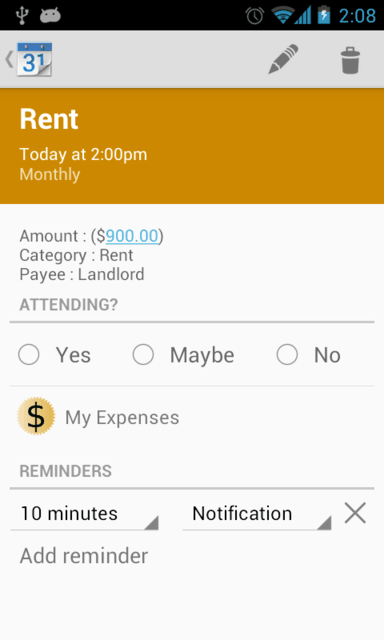 2:08
31
Rent
Today at 2:00pm
Monthly
Amount : ($900.00)
Category : Rent
Payee : Landlord
ATTENDING?
Yes Maybe No
$ My Expenses
REMINDERS
10 minutes Notification
Add reminder